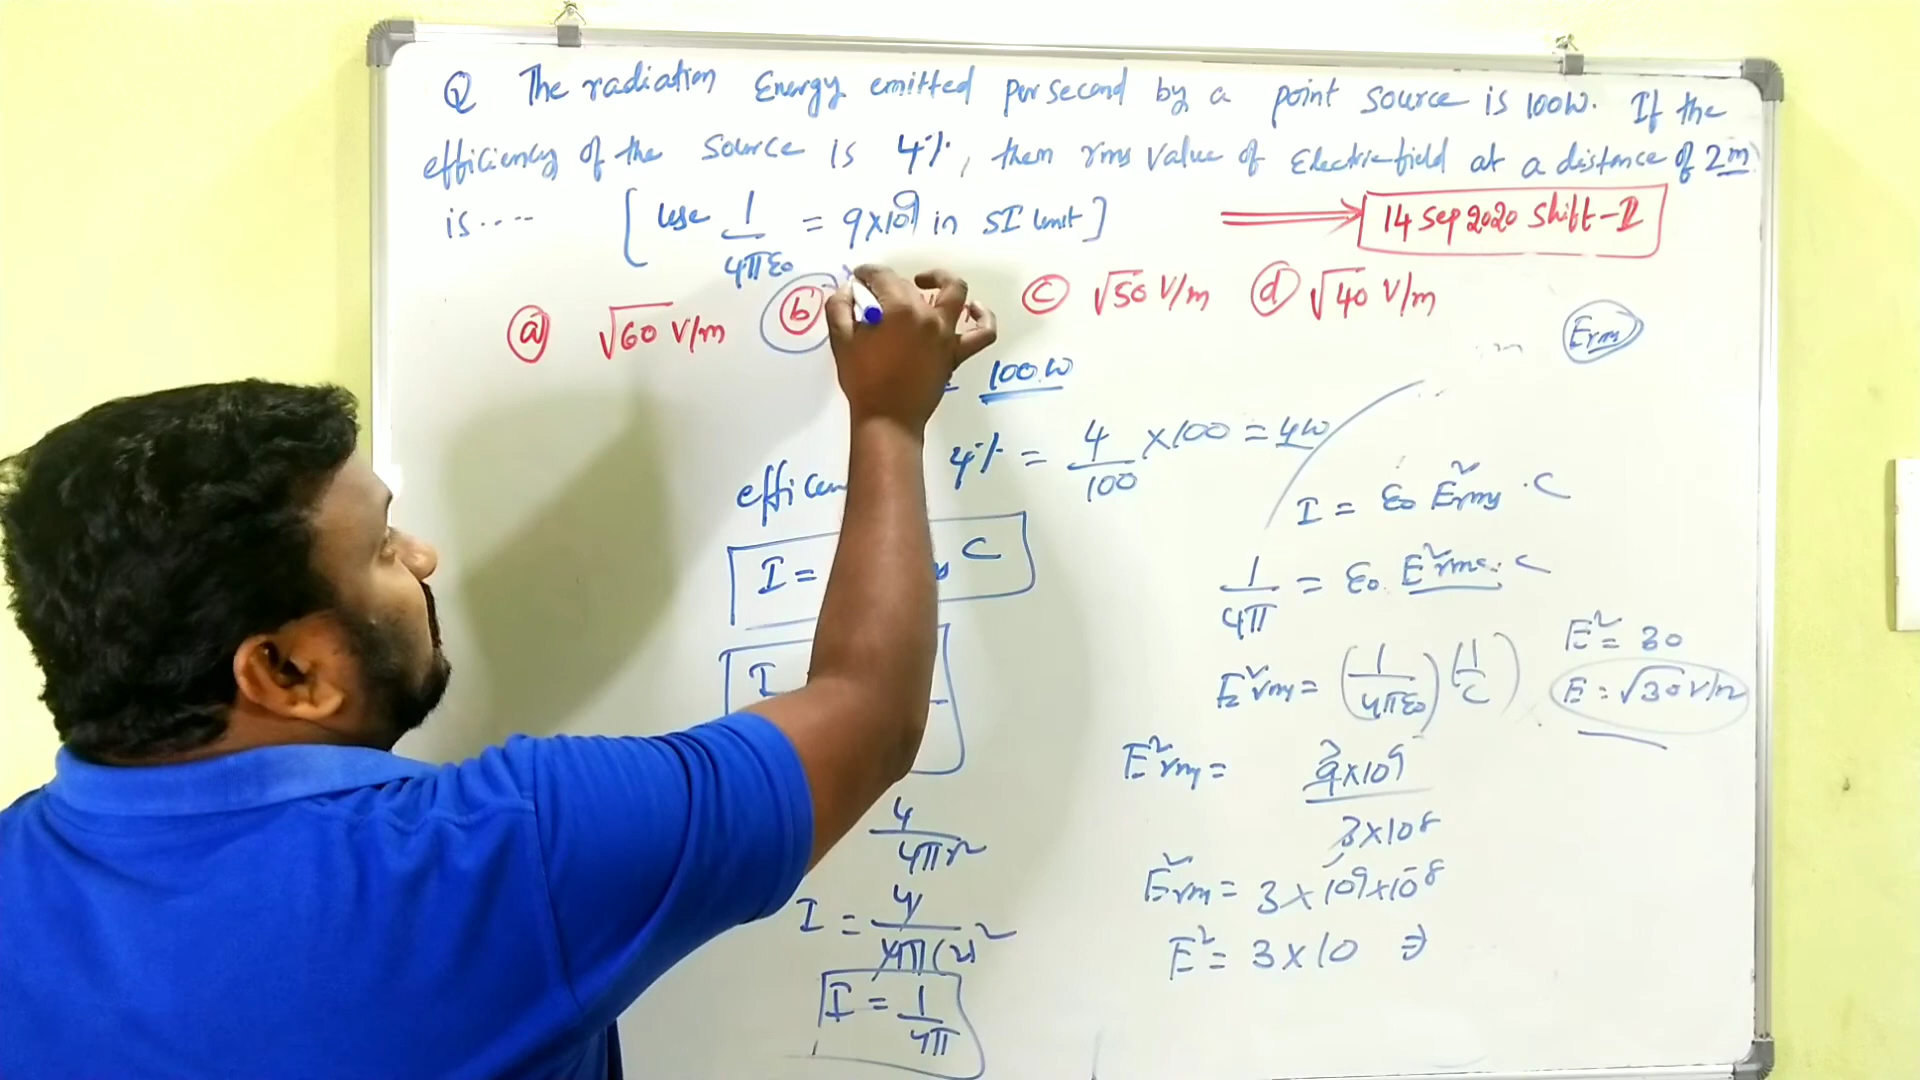 Q The radiation Energy emitted per second by a point source is 100W. If the
efficiency of the source is 4%, then rms value of Electric field at a distance of 2m
is.... [use 1/4πε₀ = 9×10⁹ in SI unit] ⟹ 14 Sep 2020 Shift-II
(a) √60 V/m (b) (c) √50 V/m (d) √40 V/m
Erms
= 100W
4% = 4/100 × 100 = 4W
I = ε₀ E²rms . C
I = C
1/4π = ε₀ . E²rms . C
I
E²rms = (1/4πε₀) (1/C)
E² = 30
E = √30 V/m
E²rms = 9×10⁹ / 3×10⁸
4 / 4πr²
E²rms = 3 × 10⁹ × 10⁻⁸
I = 4 / 4π(2)²
E² = 3 × 10 ⇒
I = 1/4π